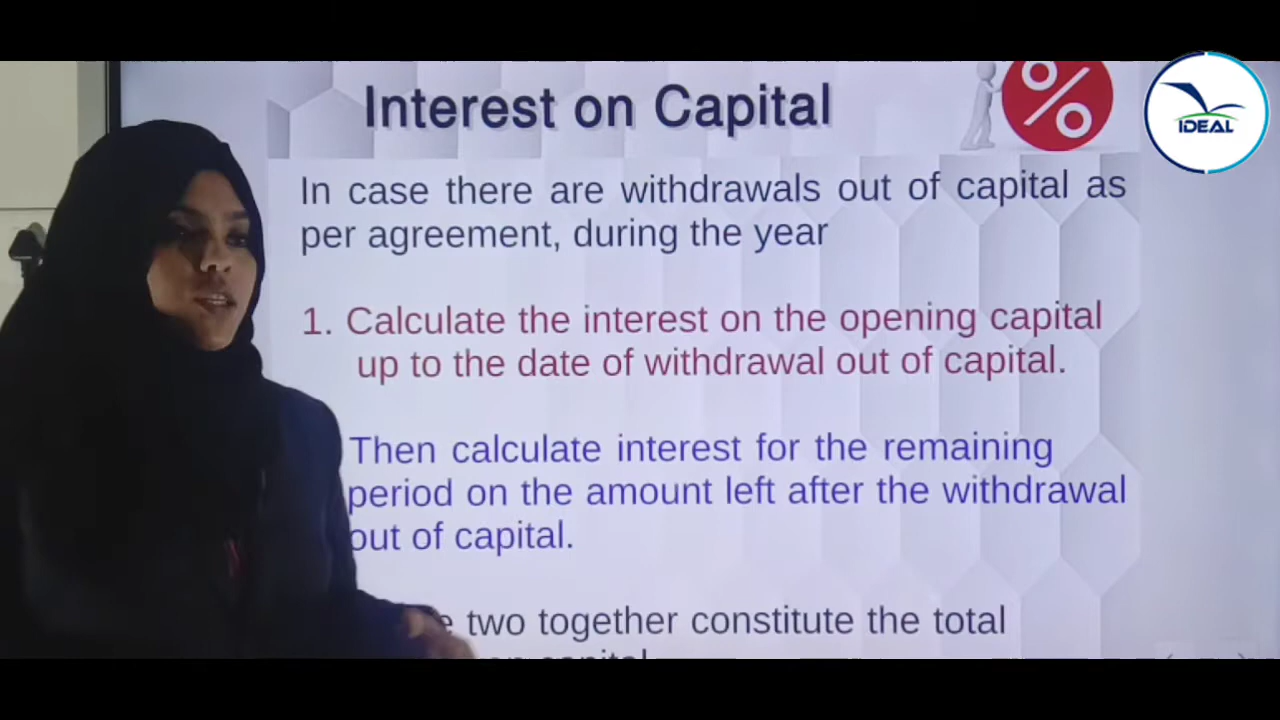 Interest on Capital
%
IDEAL
In case there are withdrawals out of capital as
per agreement, during the year
1. Calculate the interest on the opening capital
up to the date of withdrawal out of capital.
Then calculate interest for the remaining
period on the amount left after the withdrawal
out of capital.
two together constitute the total
capital